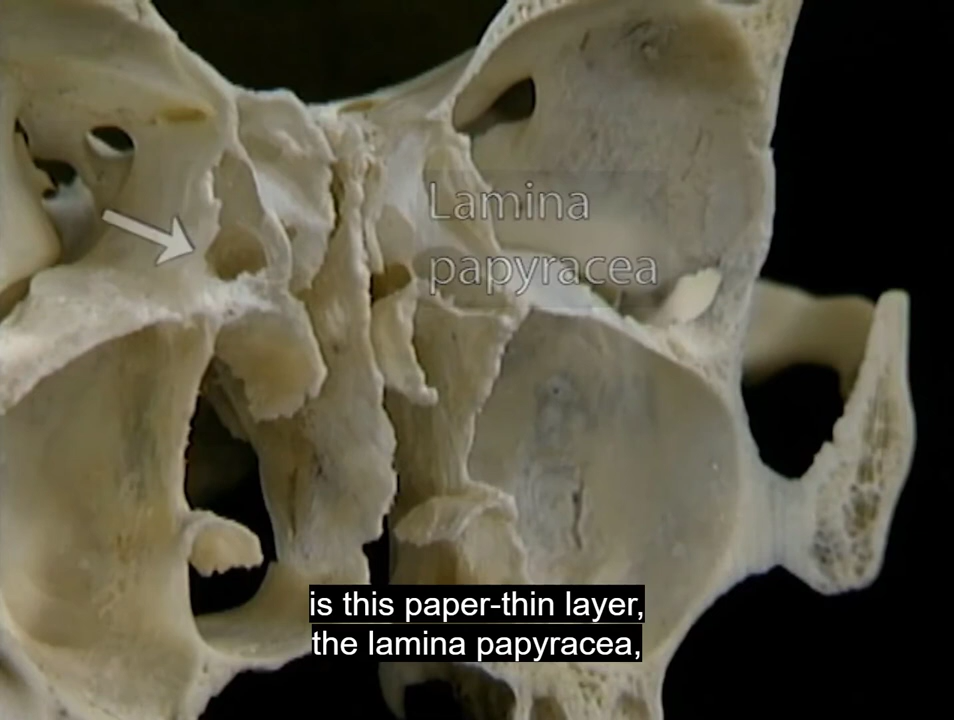 Lamina
papyracea
is this paper-thin layer,
the lamina papyracea,